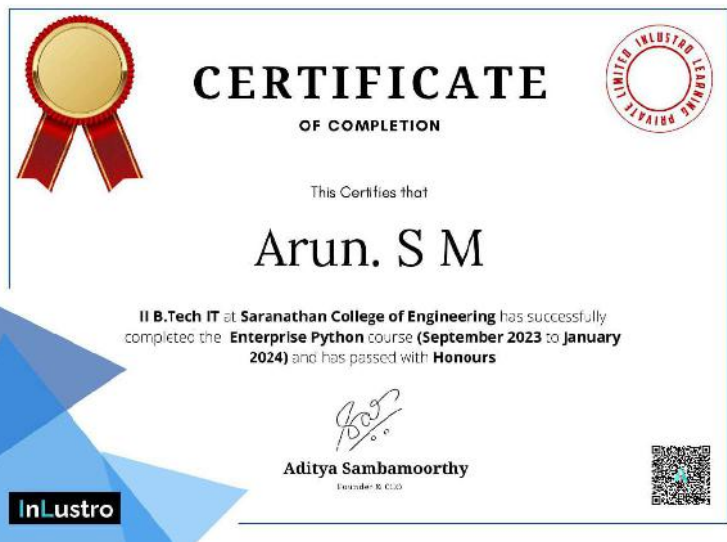 CERTIFICATE
OF COMPLETION
INLUSTRO LEARNING PRIVATE LIMITED
This Certifies that
Arun. S M
II B.Tech IT at Saranathan College of Engineering has successfully
completed the Enterprise Python course (September 2023 to January
2024) and has passed with Honours
Aditya Sambamoorthy
Founder & CEO
InLustro